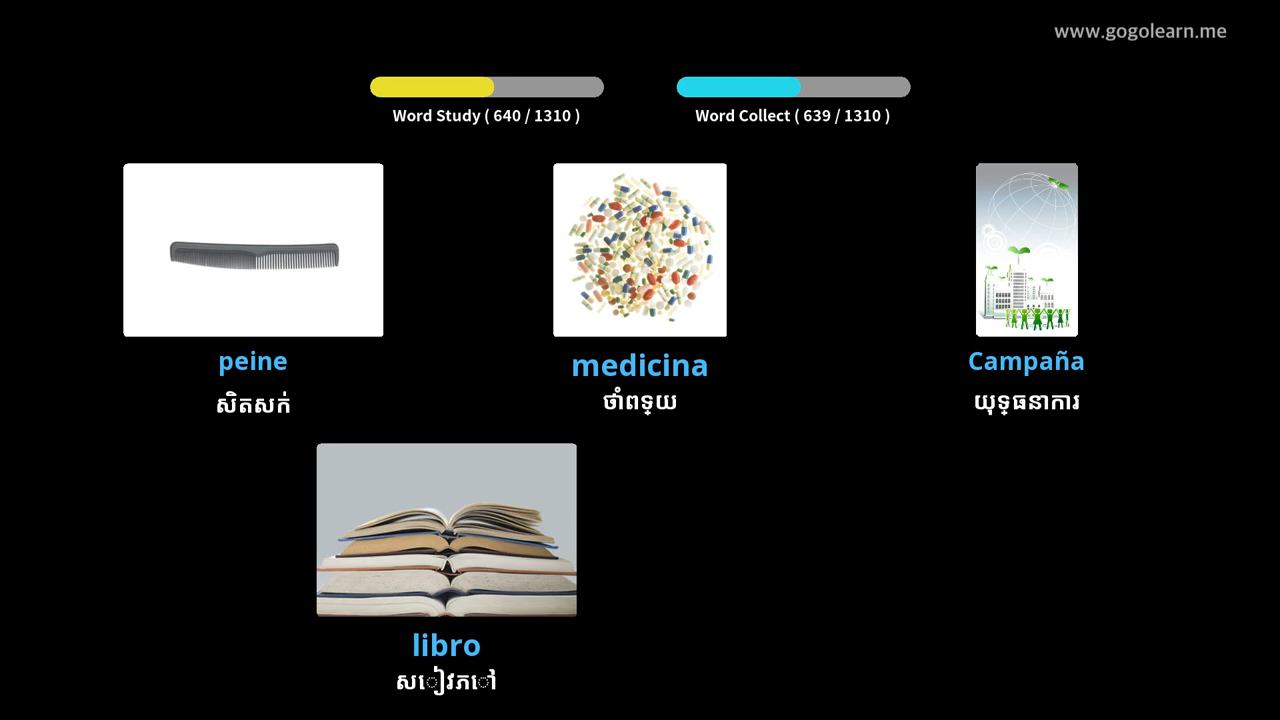 www.gogolearn.me
Word Study ( 640 / 1310 )
Word Collect ( 639 / 1310 )
peine
សិតសក់
medicina
ថាំពទ្យ
Campaña
យុទ្ធនាការ
libro
សៀវភៅ